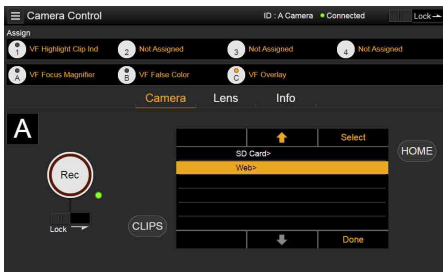 Camera Control
ID : A Camera
Connected
Lock
Assign
1 VF Highlight Clip Ind
2 Not Assigned
3 Not Assigned
4 Not Assigned
A VF Focus Magnifier
B VF False Color
C VF Overlay
Camera Lens Info
A
Select
SD Card>
HOME
Web>
Rec
CLIPS
Lock
Done